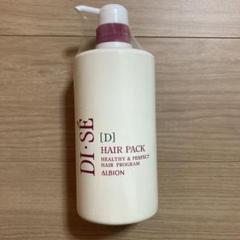 DI·SÉ
[D]
HAIR PACK
HEALTHY & PERFECT
HAIR PROGRAM
ALBION